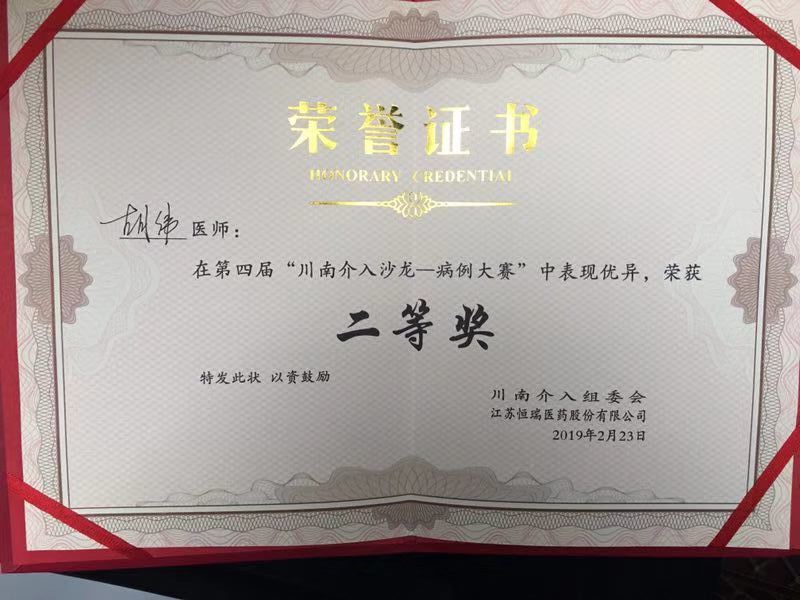 荣誉证书
HONORARY CREDENTIAL
胡伟 医师：
在第四届“川南介入沙龙—病例大赛”中表现优异，荣获
二等奖
特发此状 以资鼓励
川南介入组委会
江苏恒瑞医药股份有限公司
2019年2月23日